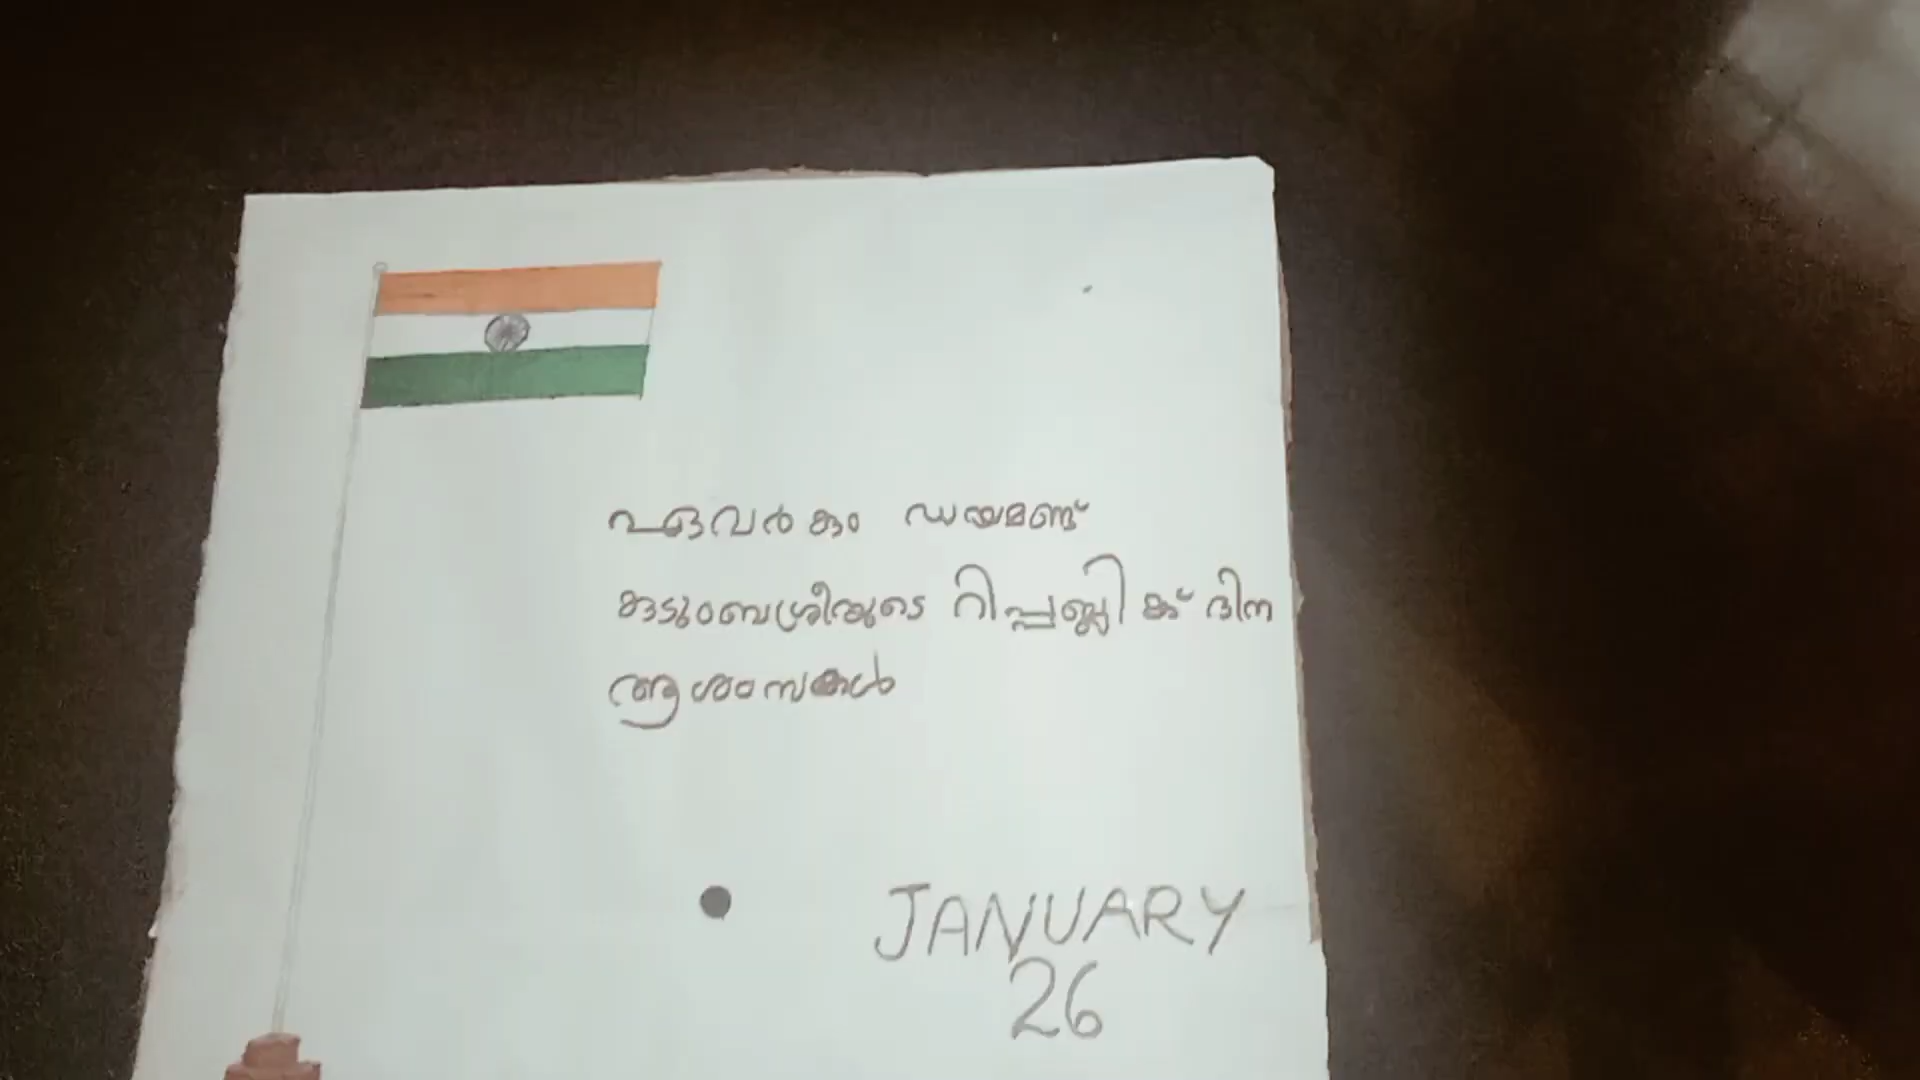 ഏവർകും ഡയമണ്ട്
കുടുംബശ്രീയുടെ റിപ്പബ്ലിക് ദിന
ആശംസകൾ
JANUARY
26